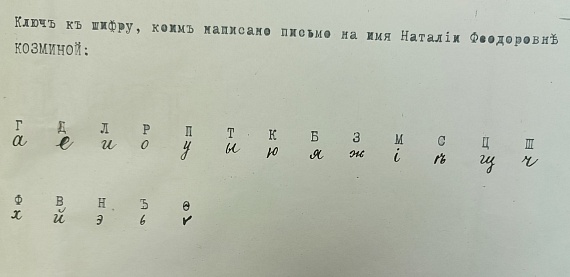 Ключъ къ шифру, коимъ написано письмо на имя Наталіи Феодоровнѣ
КОЗМИНОЙ:
Г Д Л Р П Т К Б З М С Ц Ш
а е и о у ы ю я ж і ѣ щ ч
Ф В Н Ъ Ѳ
х й э ь ѵ